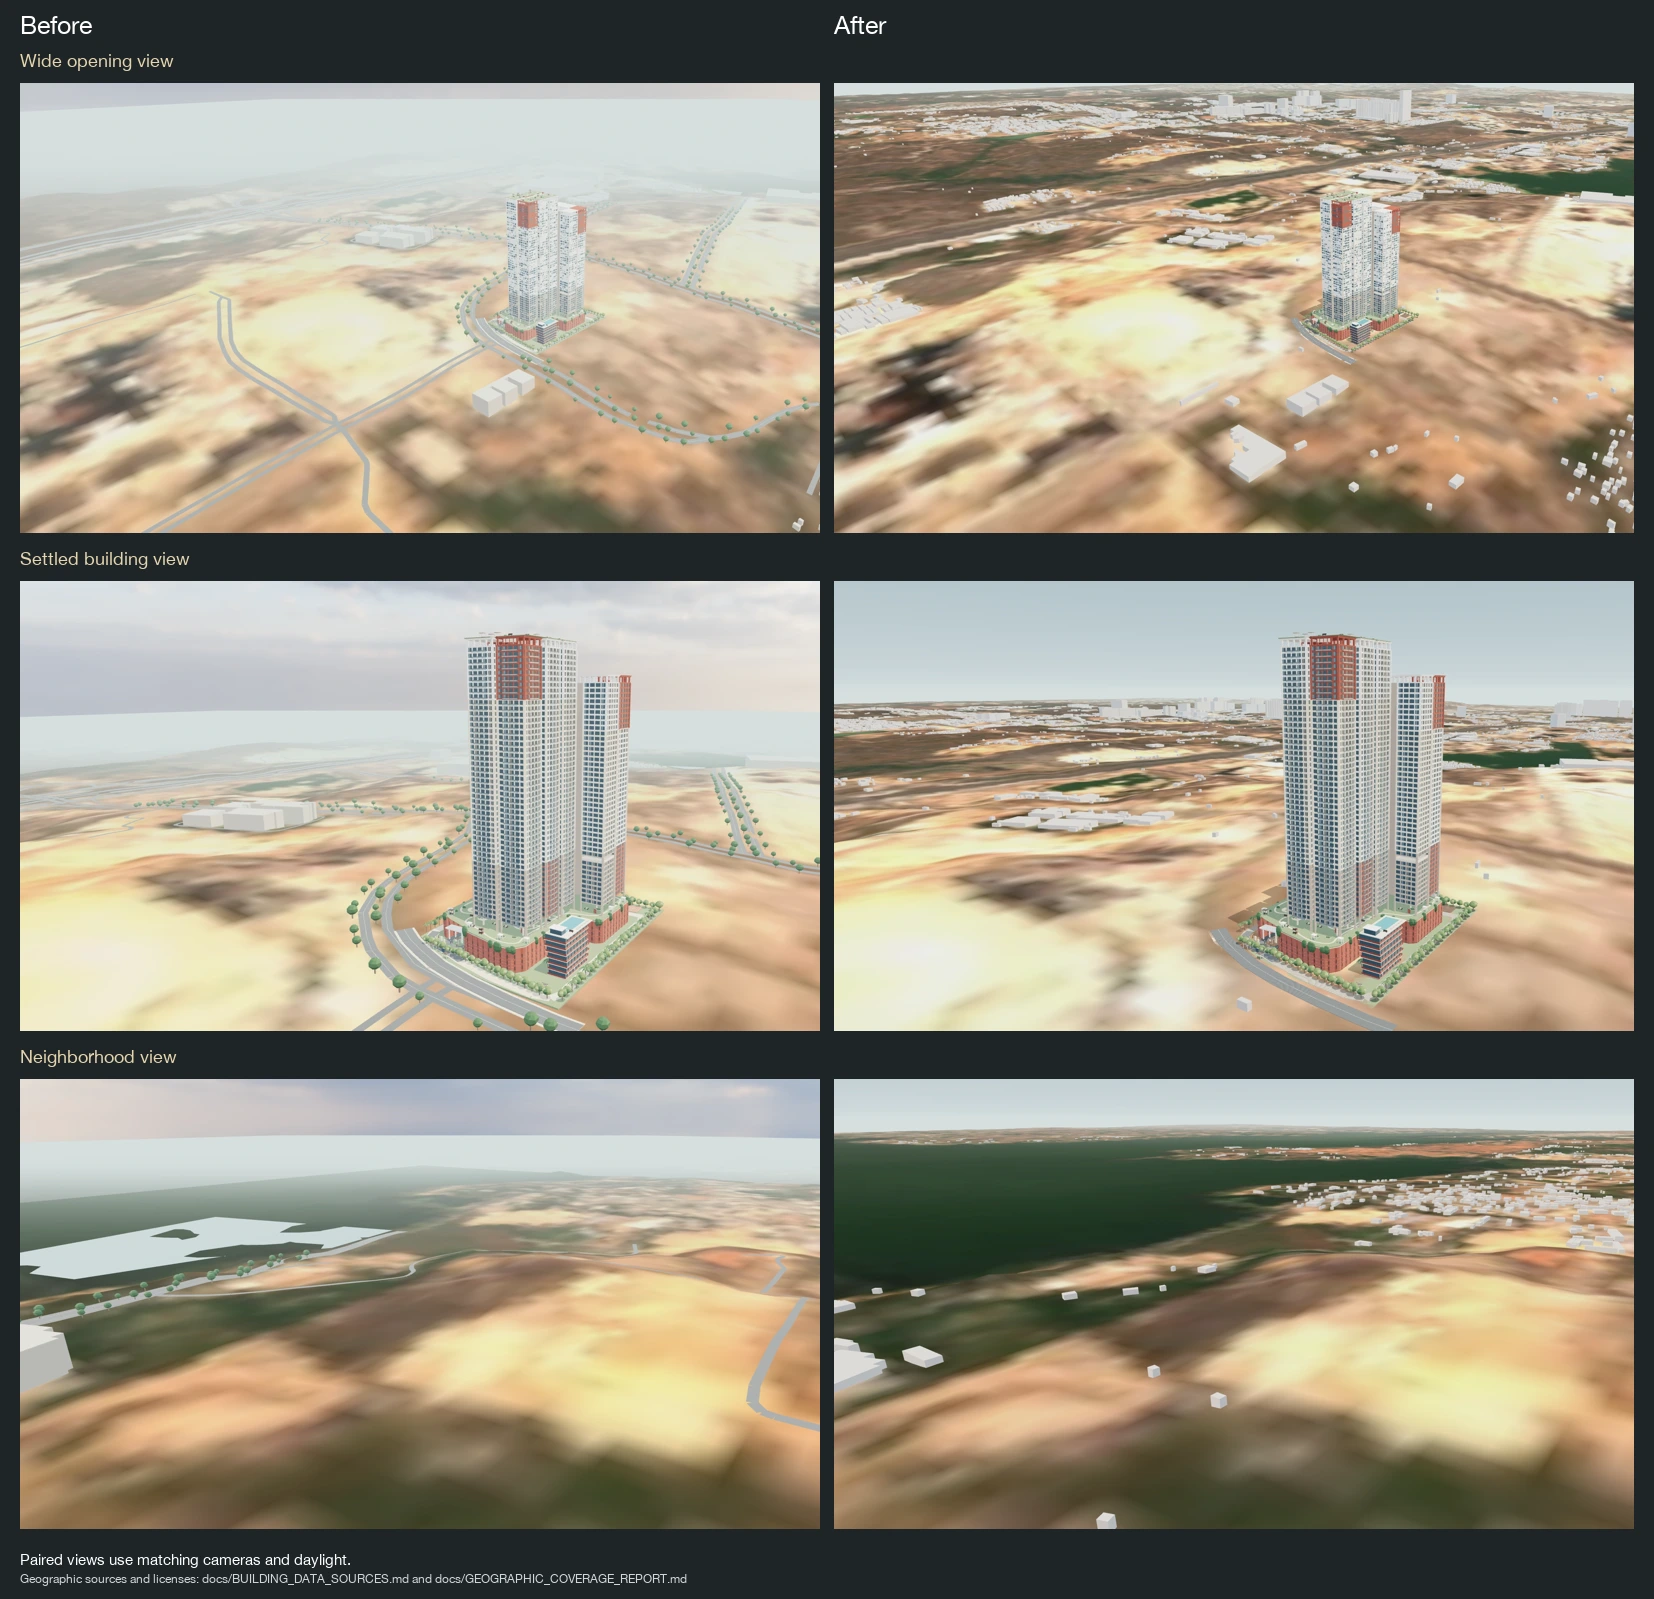 Before
After
Wide opening view
Settled building view
Neighborhood view
Paired views use matching cameras and daylight.
Geographic sources and licenses: docs/BUILDING_DATA_SOURCES.md and docs/GEOGRAPHIC_COVERAGE_REPORT.md